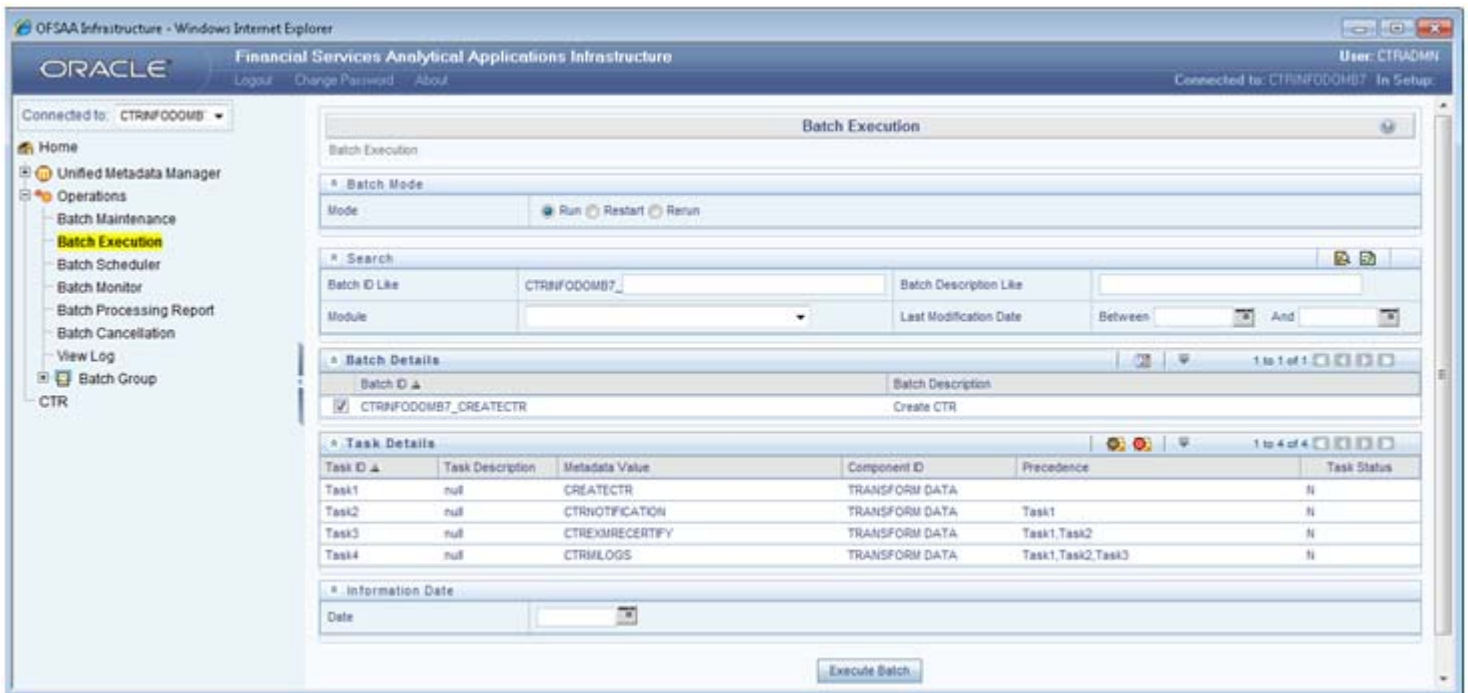 OFSAA Infrastructure - Windows Internet Explorer
ORACLE
Financial Services Analytical Applications Infrastructure
User: CTRADMN
Logout Change Password About
Connected to: CTRINFODOMB7 In Setup:
Connected to: CTRINFODOMB
Home
Unified Metadata Manager
Operations
Batch Maintenance
Batch Execution
Batch Scheduler
Batch Monitor
Batch Processing Report
Batch Cancellation
View Log
Batch Group
CTR
Batch Execution
Batch Execution
Batch Mode
Mode Run Restart Rerun
Search
Batch ID Like CTRINFODOMB7_ Batch Description Like
Module Last Modification Date Between And
Batch Details 1 to 1 of 1
Batch ID Batch Description
CTRINFODOMB7_CREATECTR Create CTR
Task Details 1 to 4 of 4
Task ID Task Description Metadata Value Component ID Precedence Task Status
Task1 null CREATECTR TRANSFORM DATA N
Task2 null CTRNOTIFICATION TRANSFORM DATA Task1 N
Task3 null CTREXMRECERTIFY TRANSFORM DATA Task1,Task2 N
Task4 null CTRMILOGS TRANSFORM DATA Task1,Task2,Task3 N
Information Date
Date
Execute Batch